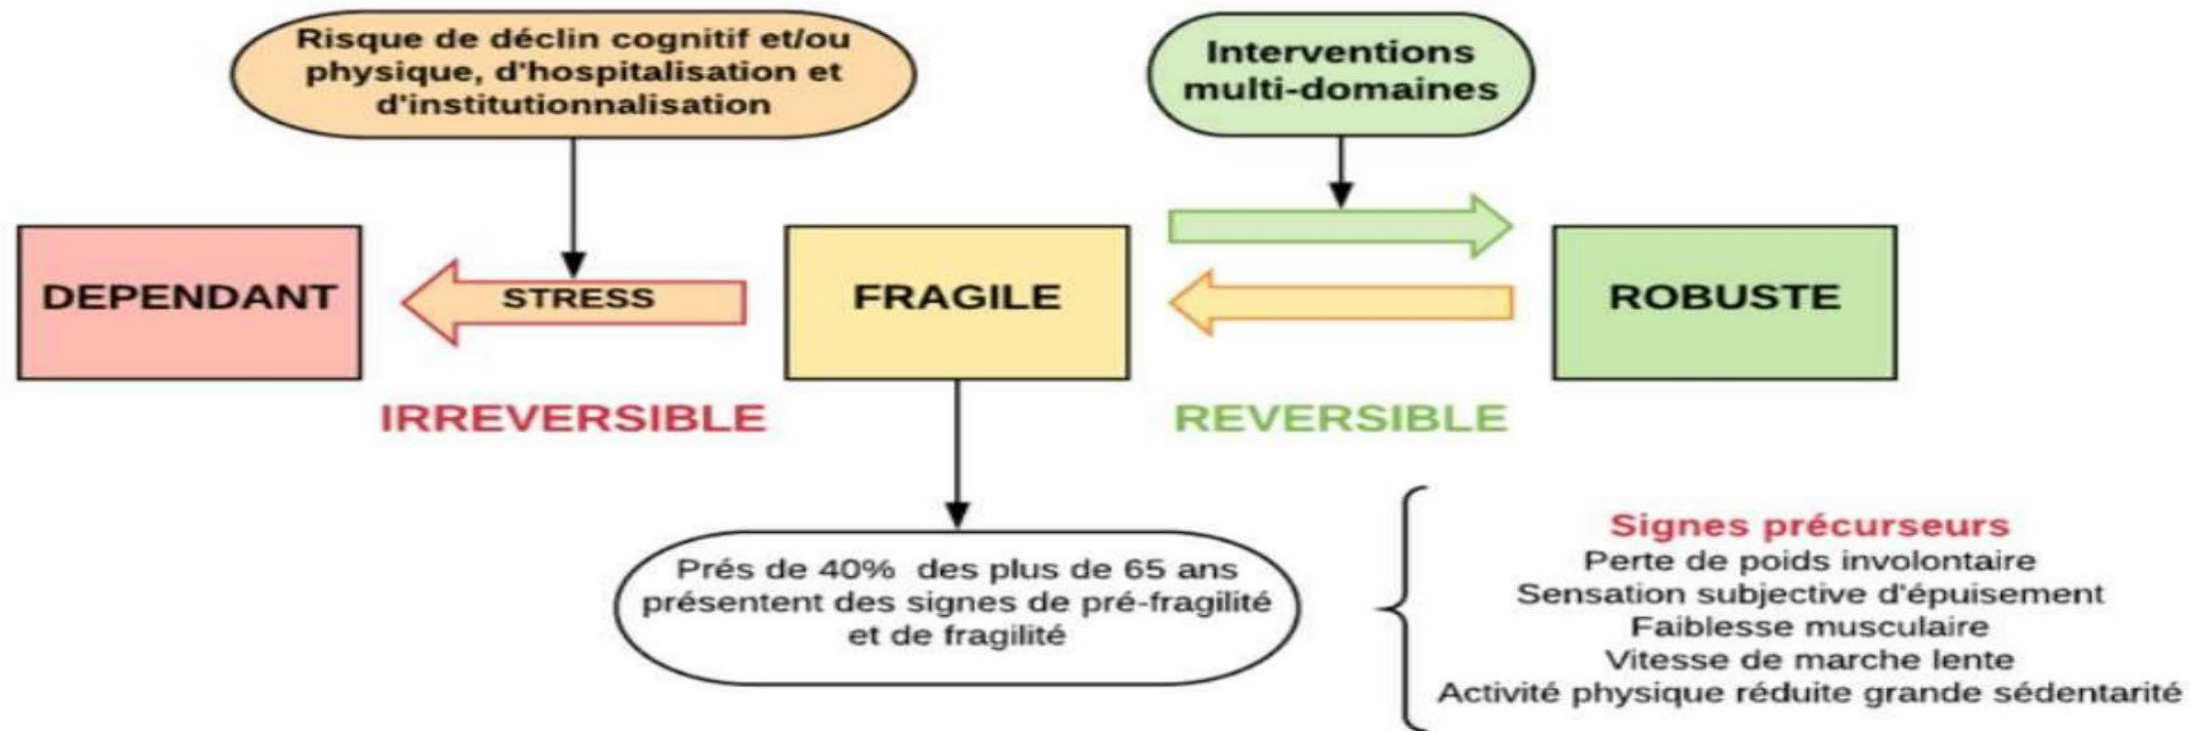 Risque de déclin cognitif et/ou
physique, d'hospitalisation et
d'institutionnalisation
Interventions
multi-domaines
DEPENDANT
STRESS
FRAGILE
ROBUSTE
IRREVERSIBLE
REVERSIBLE
Prés de 40% des plus de 65 ans
présentent des signes de pré-fragilité
et de fragilité
Signes précurseurs
Perte de poids involontaire
Sensation subjective d'épuisement
Faiblesse musculaire
Vitesse de marche lente
Activité physique réduite grande sédentarité